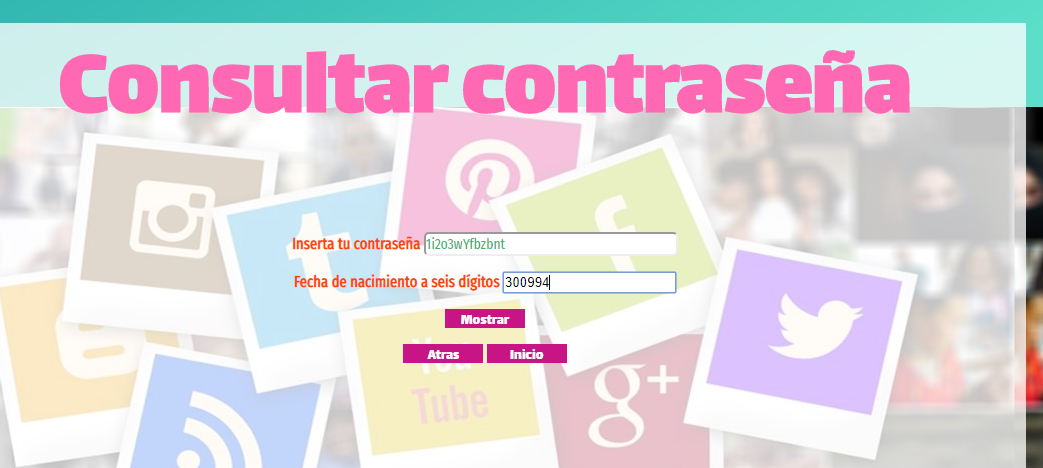 Consultar contraseña
Inserta tu contraseña 1i2o3wYfbzbnt
Fecha de nacimiento a seis dígitos 300994
Mostrar
Atras Inicio
You
Tube
g+